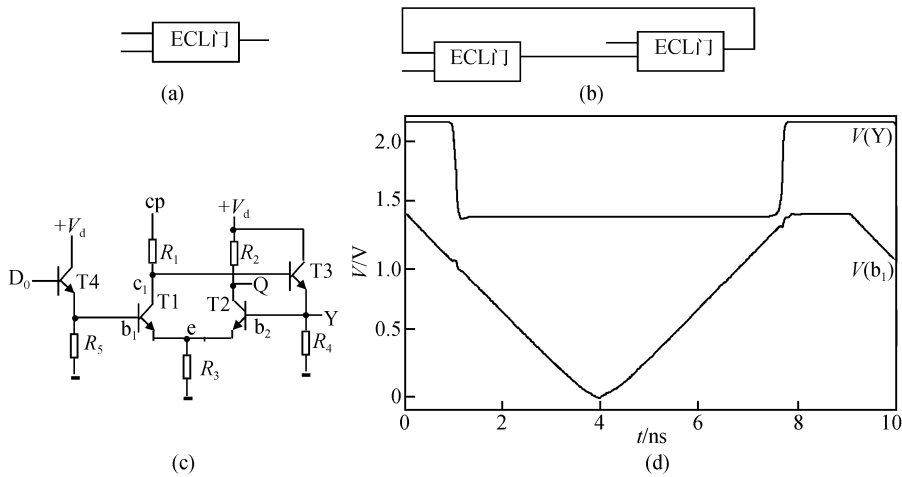 ECL门
(a)
ECL门
ECL门
(b)
D₀
+V_d
T4
R₅
b₁
cp
R₁
c₁
T1
e
R₃
+V_d
R₂
Q
T2
b₂
T3
Y
R₄
(c)
V/V
2.0
1.5
1.0
0.5
0
V(Y)
V(b₁)
0
2
4
6
8
10
t/ns
(d)